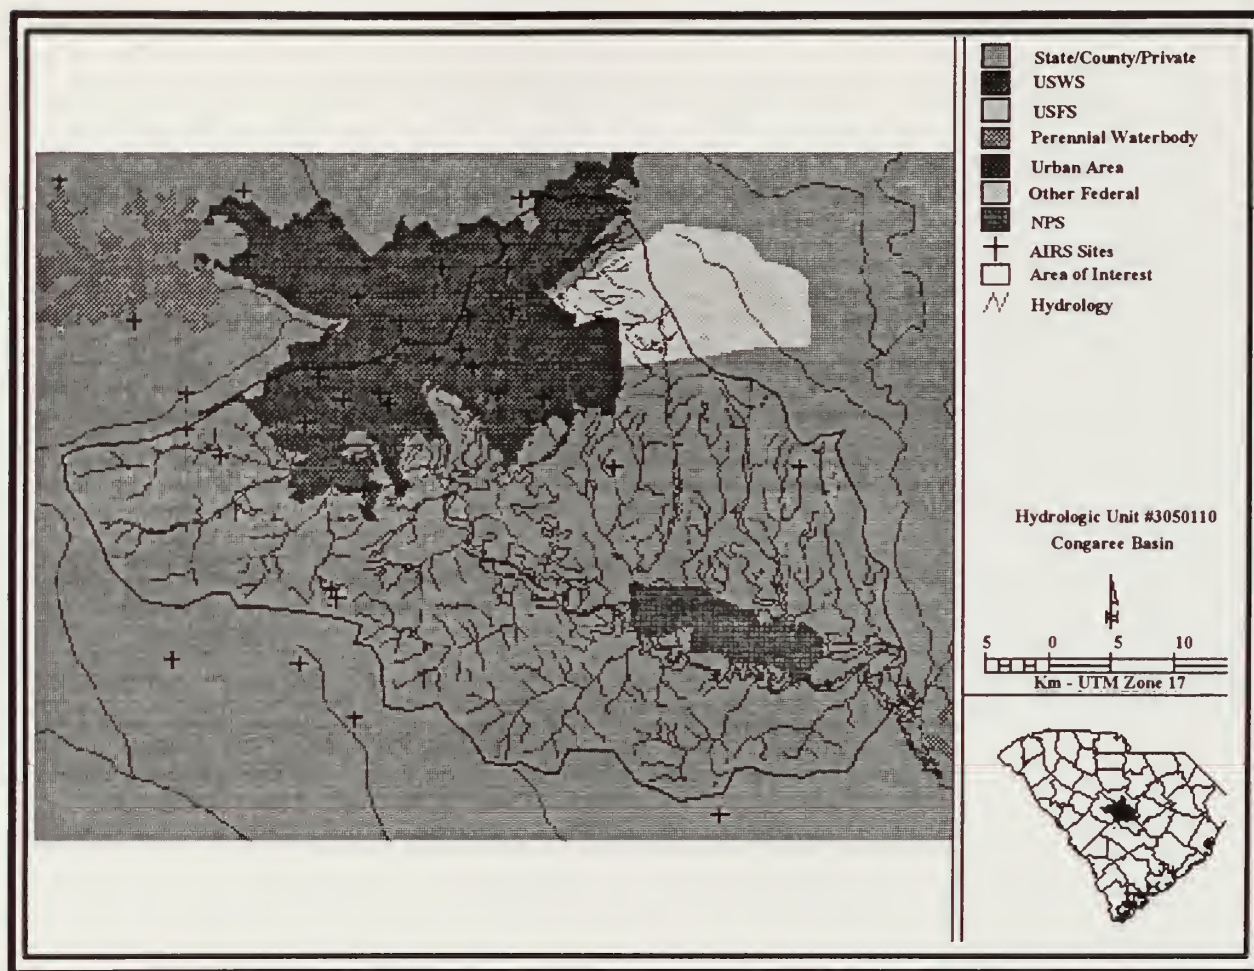 State/County/Private
USWS
USFS
Perennial Waterbody
Urban Area
Other Federal
NPS
AIRS Sites
Area of Interest
Hydrology
Hydrologic Unit #3050110
Congaree Basin
5 0 5 10
Km - UTM Zone 17